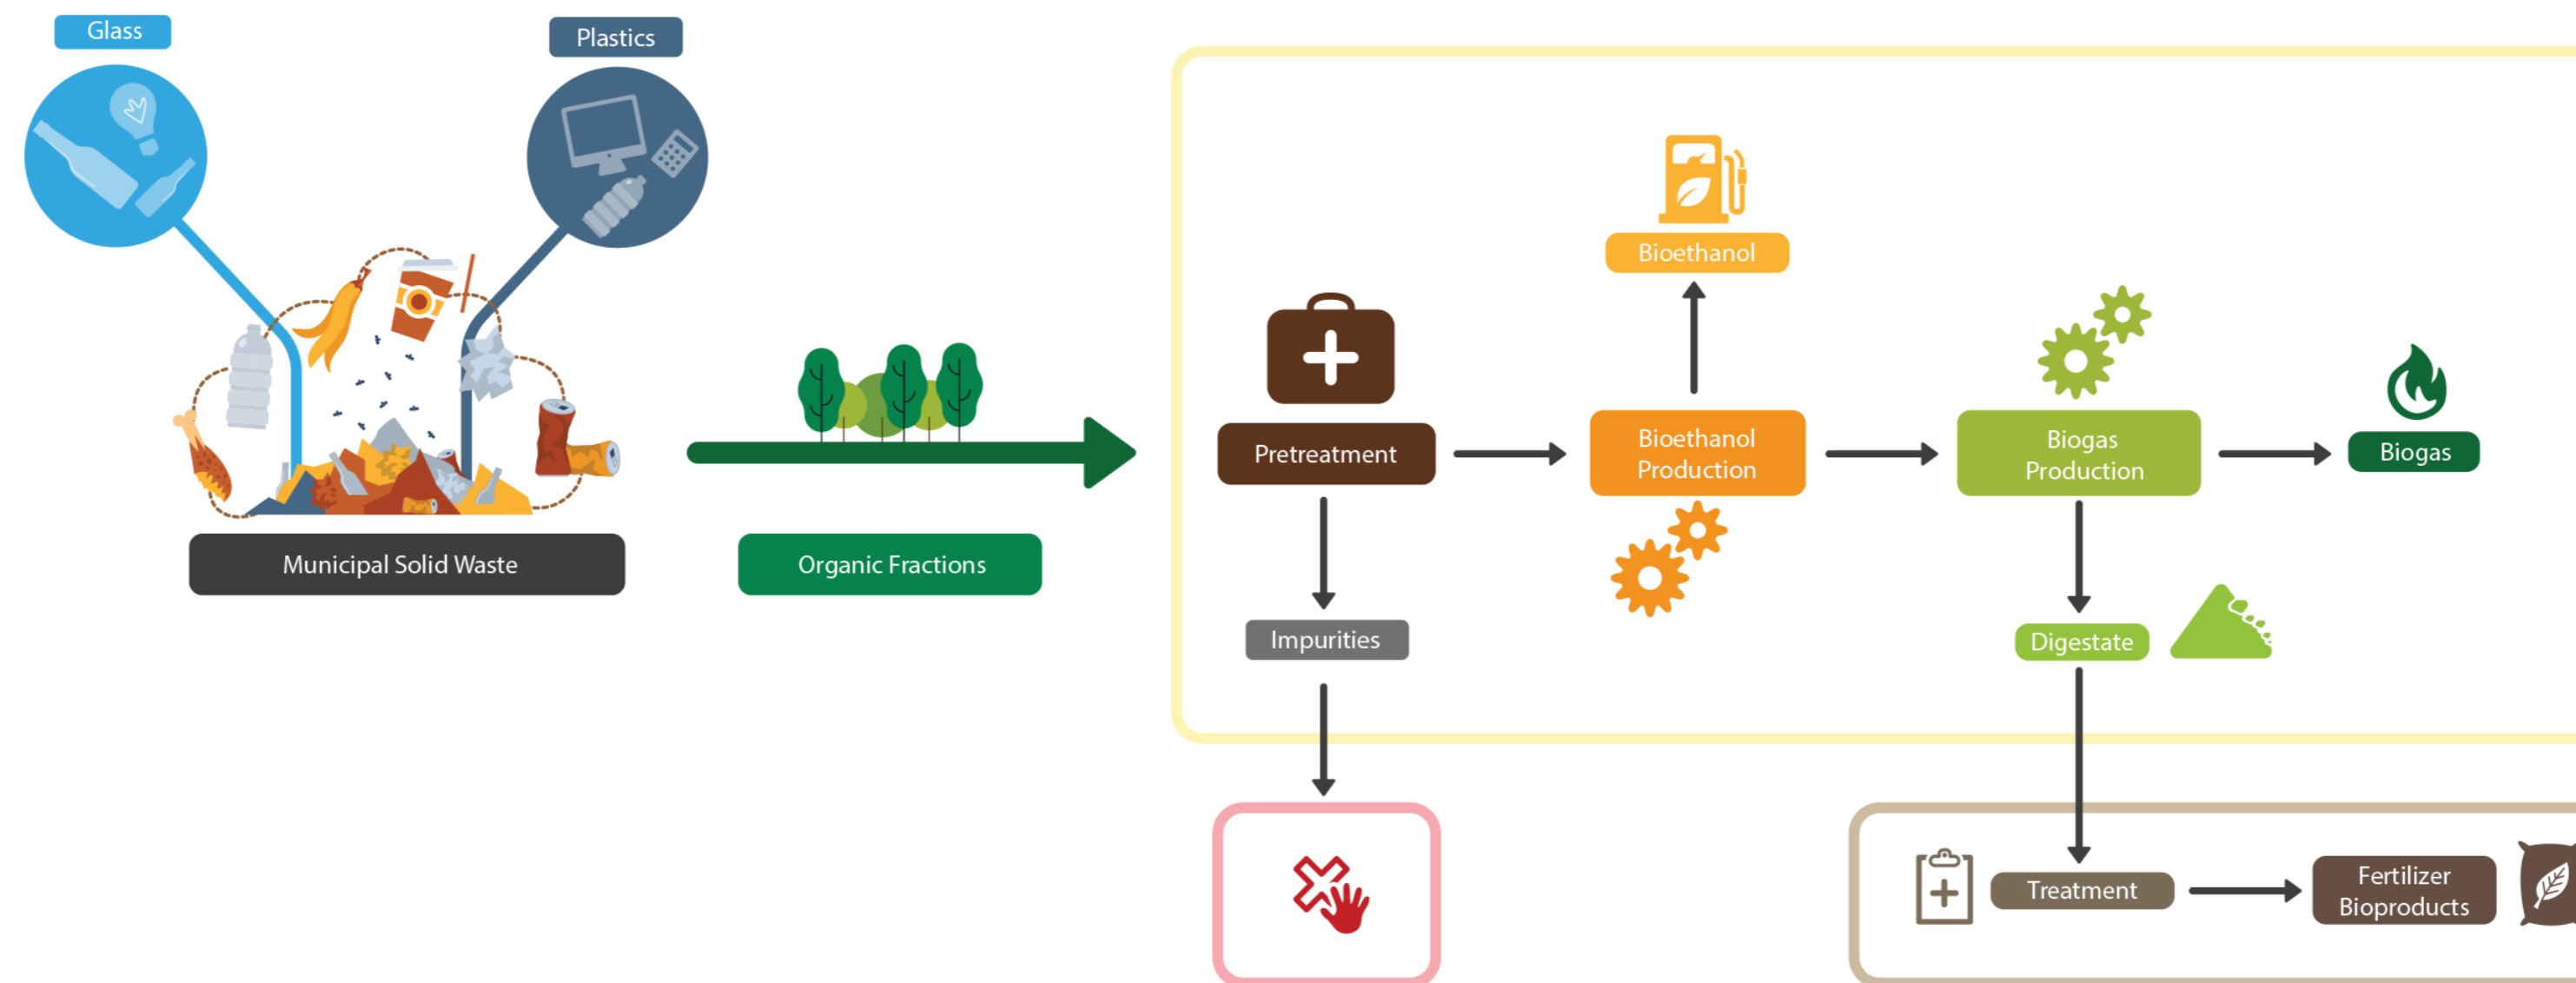 Glass
Plastics
Municipal Solid Waste
Organic Fractions
Pretreatment
Impurities
Bioethanol
Bioethanol
Production
Biogas
Production
Biogas
Digestate
Treatment
Fertilizer
Bioproducts